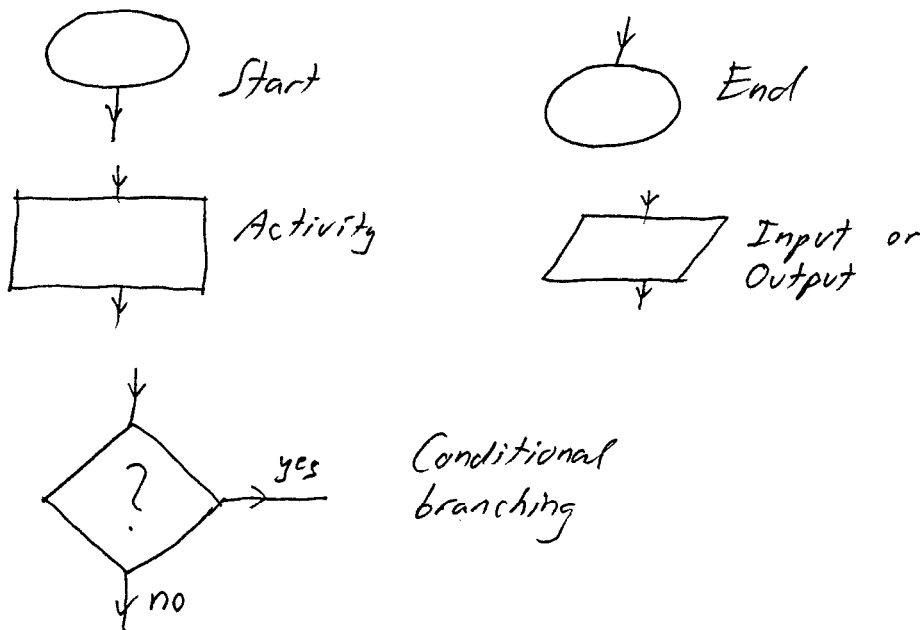 Start
End
Activity
Input or
Output
?
yes
Conditional
branching
no